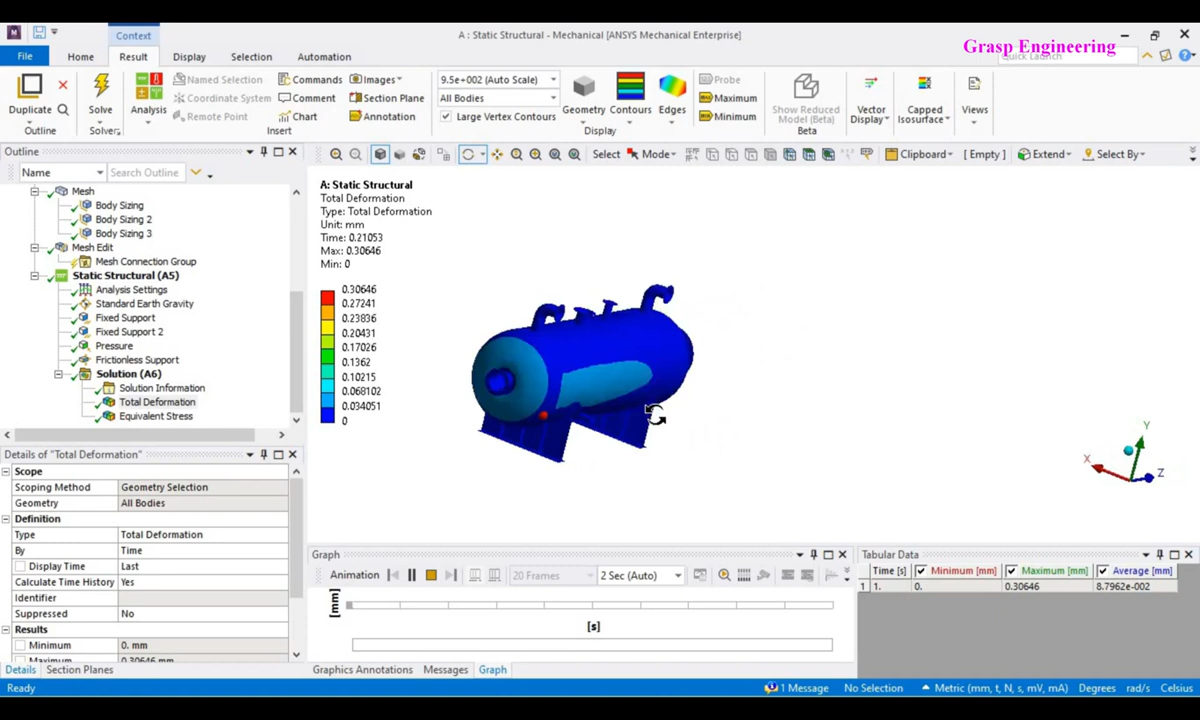 Context
A : Static Structural - Mechanical [ANSYS Mechanical Enterprise]
Grasp Engineering
File Home Result Display Selection Automation
Quick Launch
Duplicate
Outline
Solve
Solver
Analysis
Named Selection
Coordinate System
Remote Point
Commands
Comment
Chart
Images
Section Plane
Annotation
Insert
9.5e+002 (Auto Scale)
All Bodies
Large Vertex Contours
Geometry Contours Edges
Display
Probe
Maximum
Minimum
Show Reduced
Model (Beta)
Beta
Vector
Display
Capped
Isosurface
Views
Outline
Name Search Outline
Select Mode Clipboard [ Empty ] Extend Select By
Mesh
Body Sizing
Body Sizing 2
Body Sizing 3
Mesh Edit
Mesh Connection Group
Static Structural (A5)
Analysis Settings
Standard Earth Gravity
Fixed Support
Fixed Support 2
Pressure
Frictionless Support
Solution (A6)
Solution Information
Total Deformation
Equivalent Stress
A: Static Structural
Total Deformation
Type: Total Deformation
Unit: mm
Time: 0.21053
Max: 0.30646
Min: 0
0.30646
0.27241
0.23836
0.20431
0.17026
0.1362
0.10215
0.068102
0.034051
0
Y
X
Z
Details of "Total Deformation"
Scope
Scoping Method Geometry Selection
Geometry All Bodies
Definition
Type Total Deformation
By Time
Display Time Last
Calculate Time History Yes
Identifier
Suppressed No
Results
Minimum 0. mm
Maximum 0.30646 mm
Details Section Planes
Graph
Animation 20 Frames 2 Sec (Auto)
[mm]
[s]
Graphics Annotations Messages Graph
Tabular Data
Time [s] Minimum [mm] Maximum [mm] Average [mm]
1 1. 0. 0.30646 8.7962e-002
Ready 1 Message No Selection Metric (mm, t, N, s, mV, mA) Degrees rad/s Celsius